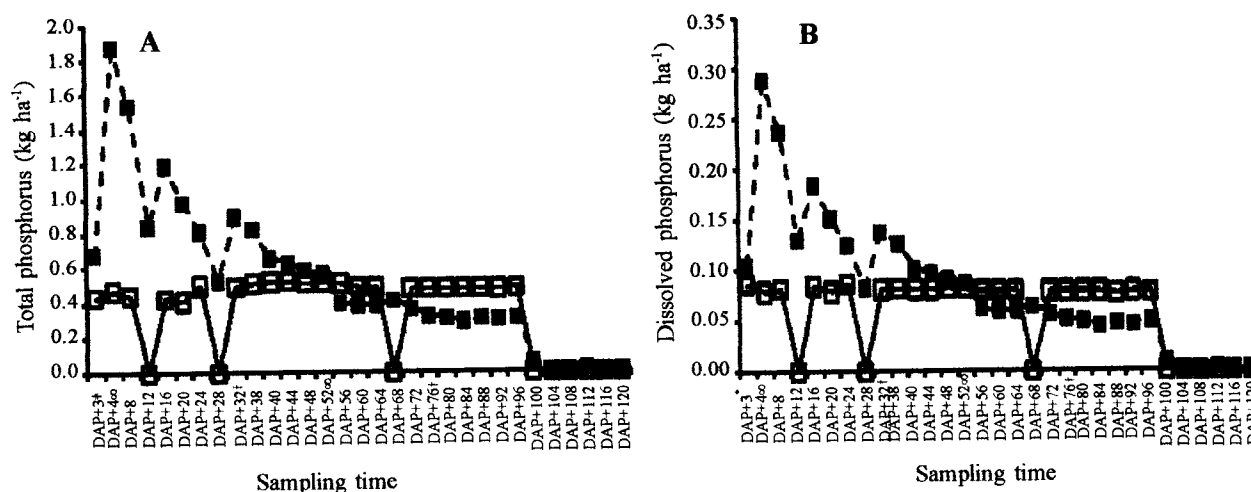 A
Total phosphorus (kg ha-1)
2.0
1.8
1.6
1.4
1.2
1.0
0.8
0.6
0.4
0.2
0.0
DAP+3*
DAP+4∞
DAP+8
DAP+12
DAP+16
DAP+20
DAP+24
DAP+28
DAP+32†
DAP+38
DAP+40
DAP+44
DAP+48
DAP+52∞
DAP+56
DAP+60
DAP+64
DAP+68
DAP+72
DAP+76†
DAP+80
DAP+84
DAP+88
DAP+92
DAP+96
DAP+100
DAP+104
DAP+108
DAP+112
DAP+116
DAP+120
Sampling time
B
Dissolved phosphorus (kg ha-1)
0.35
0.30
0.25
0.20
0.15
0.10
0.05
0.00
DAP+3*
DAP+4∞
DAP+8
DAP+12
DAP+16
DAP+20
DAP+24
DAP+28
DAP+32†
DAP+38
DAP+40
DAP+44
DAP+48
DAP+52∞
DAP+56
DAP+60
DAP+64
DAP+68
DAP+72
DAP+76†
DAP+80
DAP+84
DAP+88
DAP+92
DAP+96
DAP+100
DAP+104
DAP+108
DAP+112
DAP+116
DAP+120
Sampling time